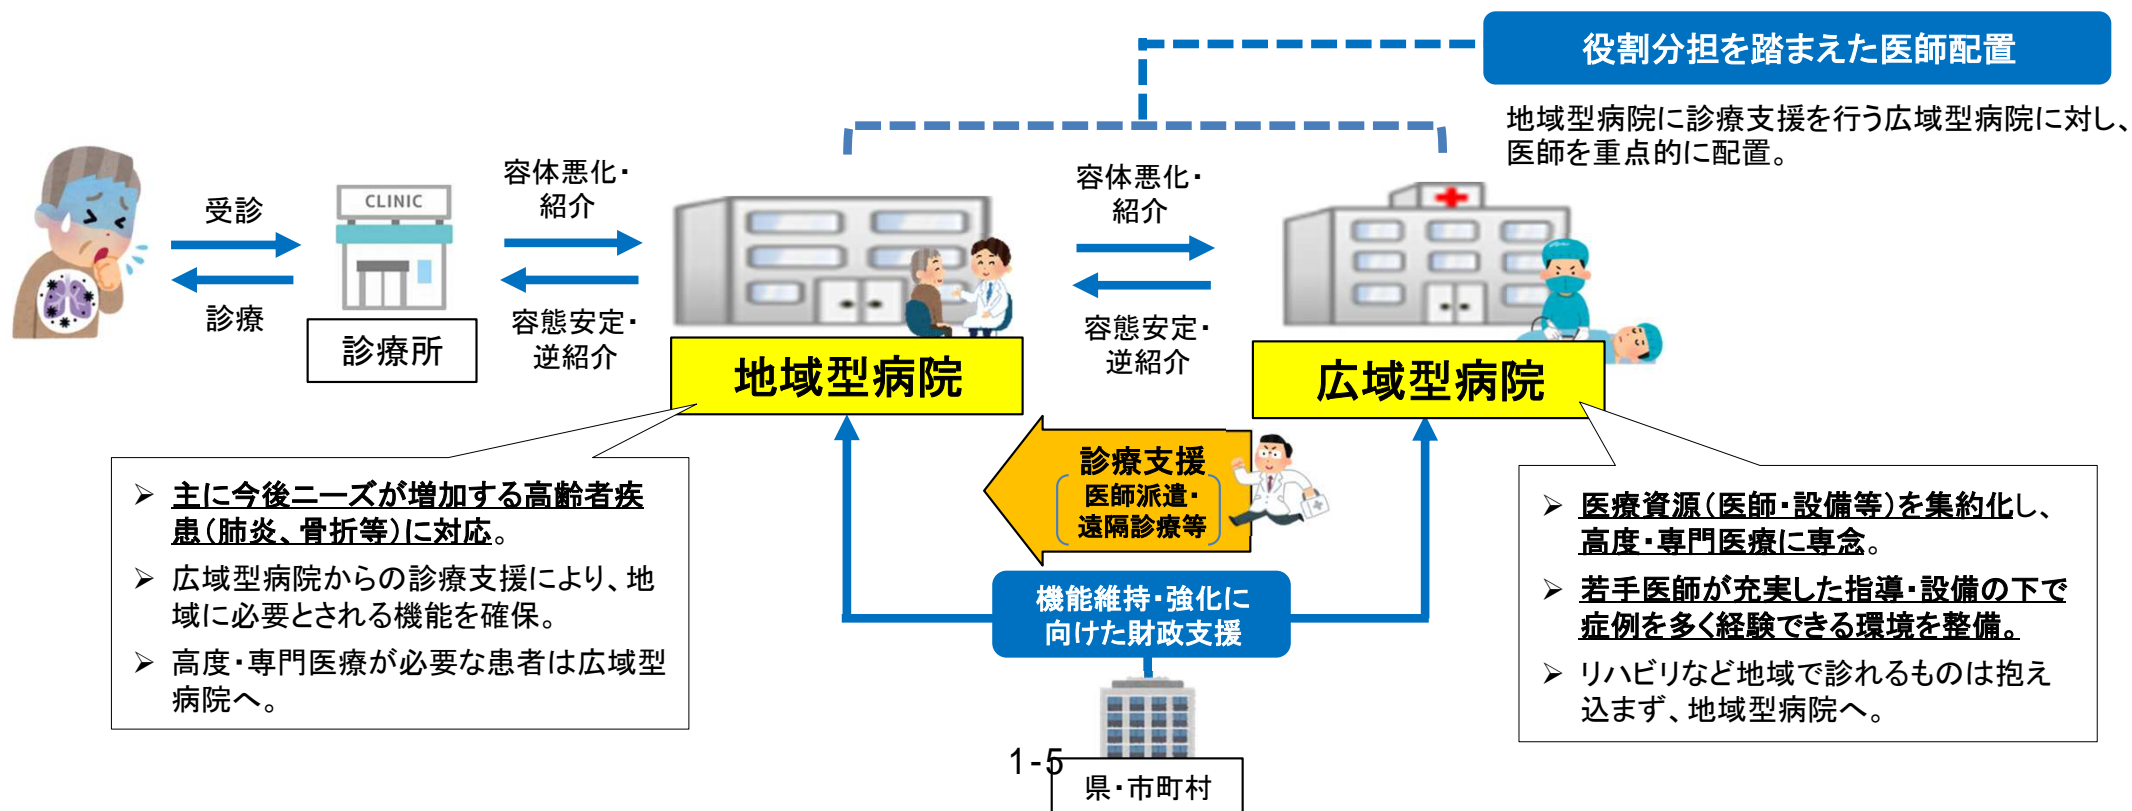 役割分担を踏まえた医師配置
地域型病院に診療支援を行う広域型病院に対し、
医師を重点的に配置。
受診
診療
CLINIC
診療所
容体悪化・
紹介
容態安定・
逆紹介
地域型病院
容体悪化・
紹介
容態安定・
逆紹介
広域型病院
診療支援
医師派遣・
遠隔診療等
➢ 主に今後ニーズが増加する高齢者疾
患(肺炎、骨折等)に対応。
➢ 広域型病院からの診療支援により、地
域に必要とされる機能を確保。
➢ 高度・専門医療が必要な患者は広域型
病院へ。
機能維持・強化に
向けた財政支援
県・市町村
➢ 医療資源(医師・設備等)を集約化し、
高度・専門医療に専念。
➢ 若手医師が充実した指導・設備の下で
症例を多く経験できる環境を整備。
➢ リハビリなど地域で診れるものは抱え
込まず、地域型病院へ。
1-5